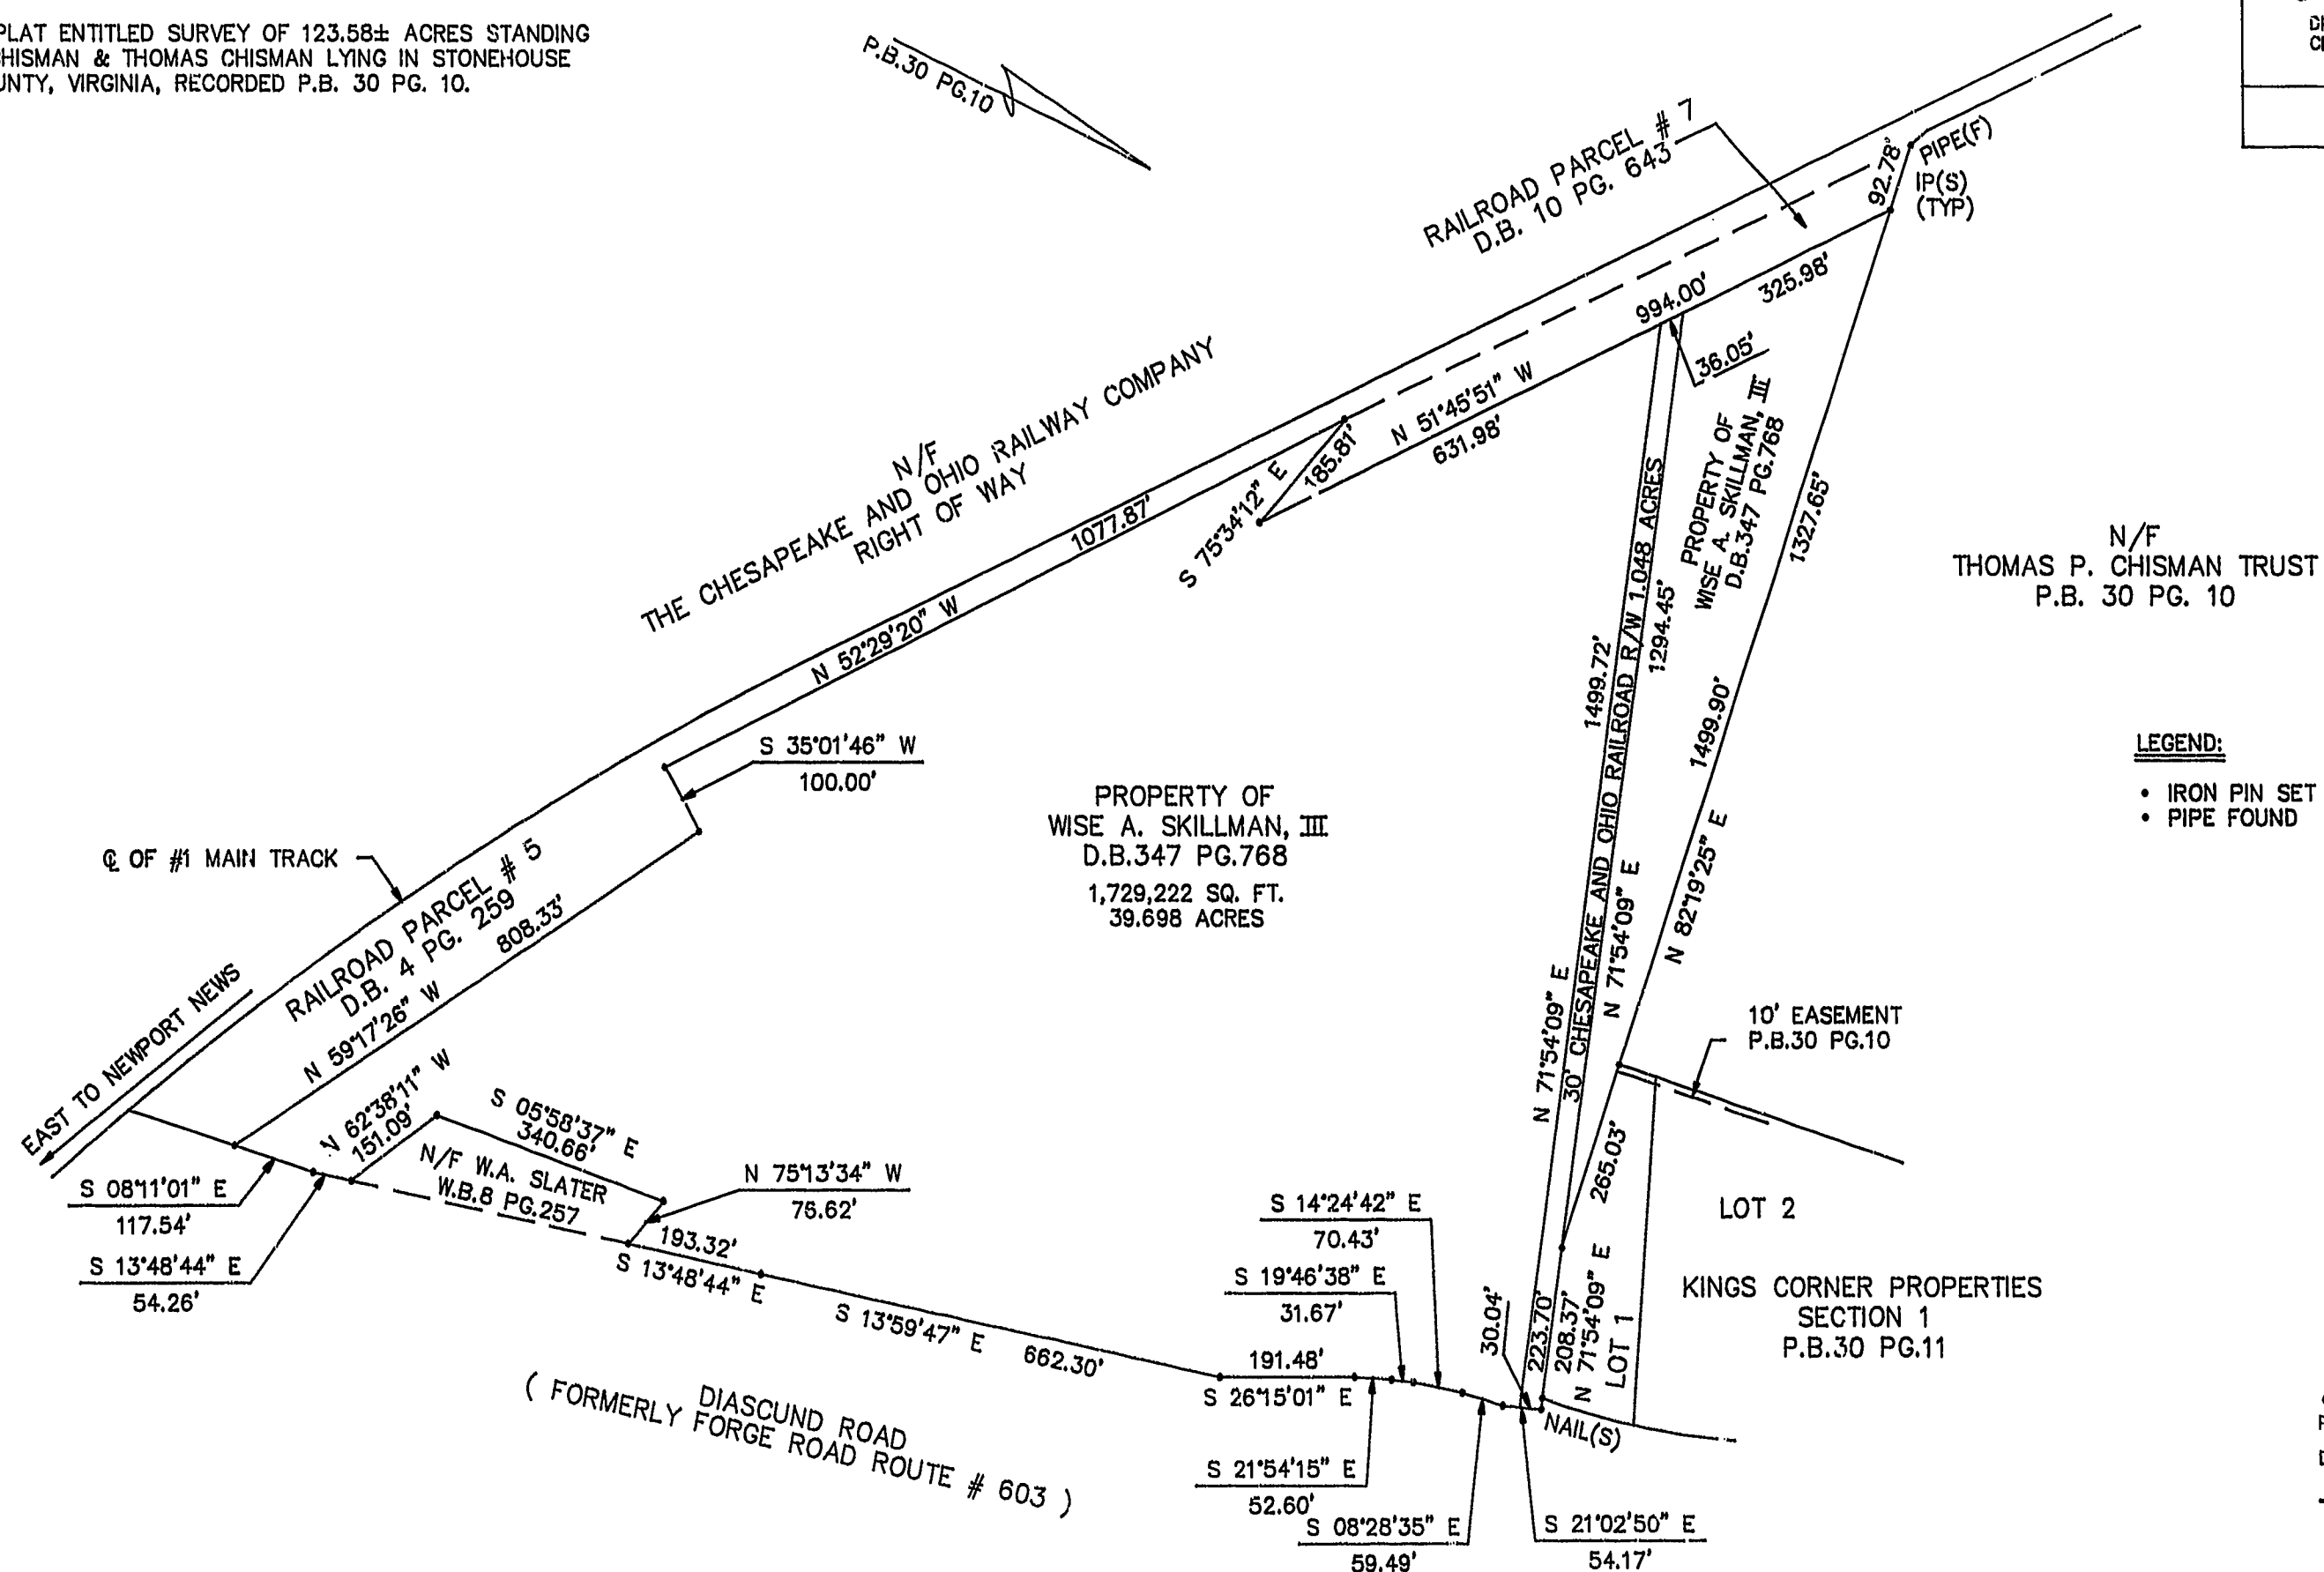 PLAT ENTITLED SURVEY OF 123.58± ACRES STANDING
CHISMAN & THOMAS CHISMAN LYING IN STONEHOUSE
UNTY, VIRGINIA, RECORDED P.B. 30 PG. 10.
P.B.30 PG.10
RAILROAD PARCEL # 7
D.B. 10 PG. 643
92.78'
PIPE(F)
IP(S)
(TYP)
994.00'
325.98'
36.05'
N 51°45'51" W
631.98'
185.81'
S 75°34'12" E
N/F
THE CHESAPEAKE AND OHIO RAILWAY COMPANY
RIGHT OF WAY
1077.87'
N 52°29'20" W
PROPERTY OF
WISE A. SKILLMAN, III
D.B.347 PG.768
1327.65'
N/F
THOMAS P. CHISMAN TRUST
P.B. 30 PG. 10
1499.72'
30' CHESAPEAKE AND OHIO RAILROAD R/W 1.048 ACRES
1294.45'
1499.90'
N 71°54'09" E
N 71°54'09" E
N 82°19'25" E
LEGEND:
• IRON PIN SET
• PIPE FOUND
S 35°01'46" W
100.00'
PROPERTY OF
WISE A. SKILLMAN, III
D.B.347 PG.768
1,729,222 SQ. FT.
39.698 ACRES
℄ OF #1 MAIN TRACK
RAILROAD PARCEL # 5
D.B. 4 PG. 259
808.33'
N 59°17'26" W
EAST TO NEWPORT NEWS
10' EASEMENT
P.B.30 PG.10
N 62°38'11" W
151.09'
S 05°58'37" E
340.66'
N/F W.A. SLATER
W.B.8 PG.257
N 75°13'34" W
76.62'
S 08°11'01" E
117.54'
S 13°48'44" E
54.26'
193.32'
S 13°48'44" E
S 13°59'47" E 662.30'
191.48'
S 26°15'01" E
S 14°24'42" E
70.43'
S 19°46'38" E
31.67'
S 21°54'15" E
52.60'
S 08°28'35" E
59.49'
S 21°02'50" E
54.17'
30.04'
223.70'
208.37'
N 71°54'09" E
265.03'
LOT 1
NAIL(S)
LOT 2
KINGS CORNER PROPERTIES
SECTION 1
P.B.30 PG.11
DIASCUND ROAD
( FORMERLY FORGE ROAD ROUTE # 603 )